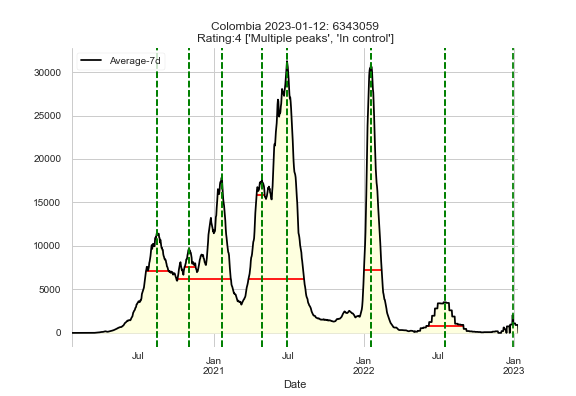 Colombia 2023-01-12: 6343059
Rating:4 ['Multiple peaks', 'In control']
Average-7d
30000
25000
20000
15000
10000
5000
0
Jul
Jan
2021
Jul
Jan
2022
Jul
Jan
2023
Date